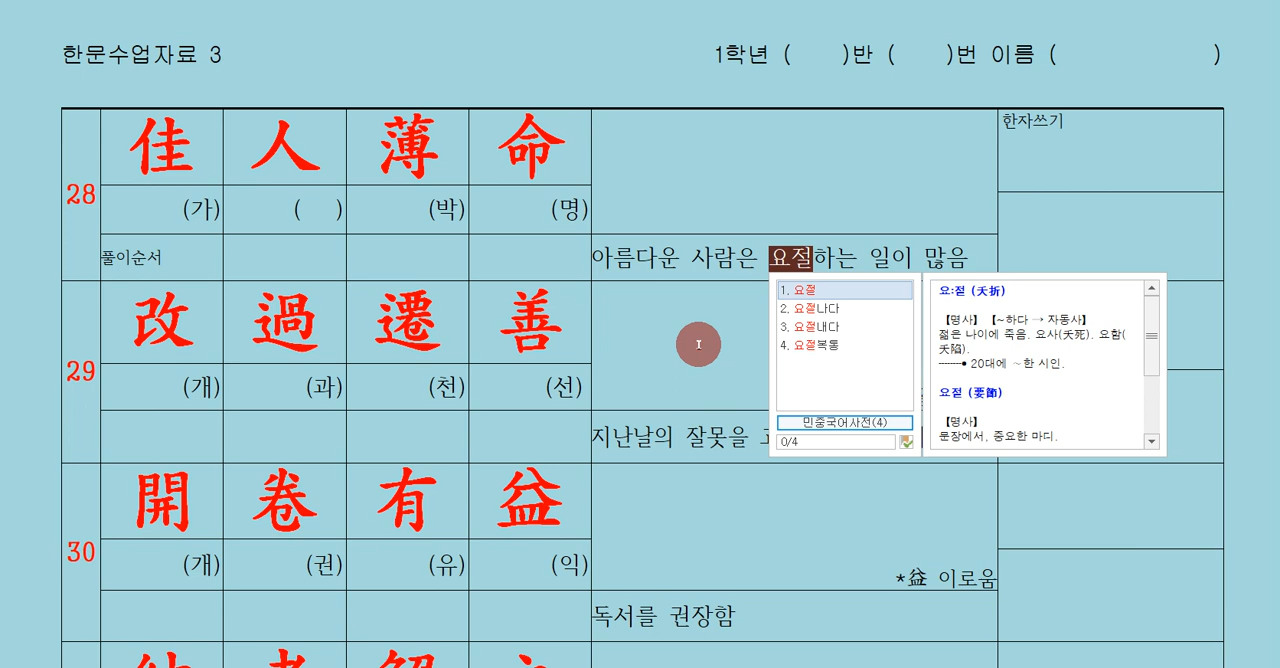 한문수업자료 3
1학년 ( )반 ( )번 이름 ( )
28
佳 人 薄 命
(가) ( ) (박) (명)
풀이순서
아름다운 사람은 요절하는 일이 많음
한자쓰기
29
改 過 遷 善
(개) (과) (천) (선)
지난날의 잘못을
1. 요절
2. 요절나다
3. 요절내다
4. 요절복통
민중국어사전(4)
0/4
요:절 (夭折)
【명사】【~하다 → 자동사】
젊은 나이에 죽음. 요사(夭死). 요함(
夭陷).
--------• 20대에 ~한 시인.
요절 (要節)
【명사】
문장에서, 중요한 마디.
30
開 卷 有 益
(개) (권) (유) (익)
*益 이로움
독서를 권장함